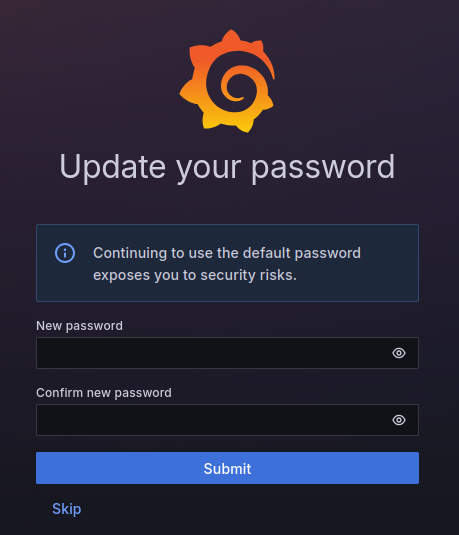 Update your password
Continuing to use the default password
exposes you to security risks.
New password
Confirm new password
Submit
Skip